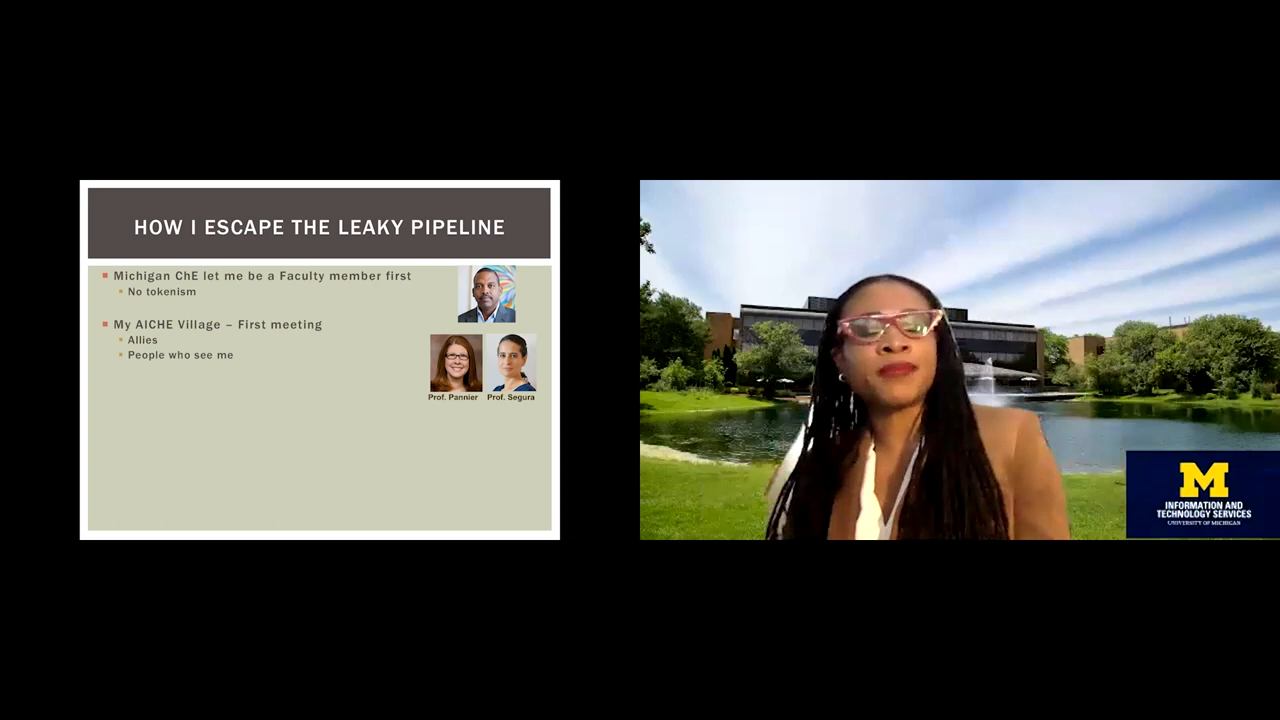 HOW I ESCAPE THE LEAKY PIPELINE
Michigan ChE let me be a Faculty member first
No tokenism
My AICHE Village – First meeting
Allies
People who see me
Prof. Pannier Prof. Segura
M
INFORMATION AND
TECHNOLOGY SERVICES
UNIVERSITY OF MICHIGAN